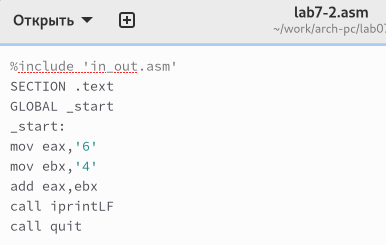 Открыть
lab7-2.asm
~/work/arch-pc/lab07
%include 'in_out.asm'
SECTION .text
GLOBAL _start
_start:
mov eax,'6'
mov ebx,'4'
add eax,ebx
call iprintLF
call quit